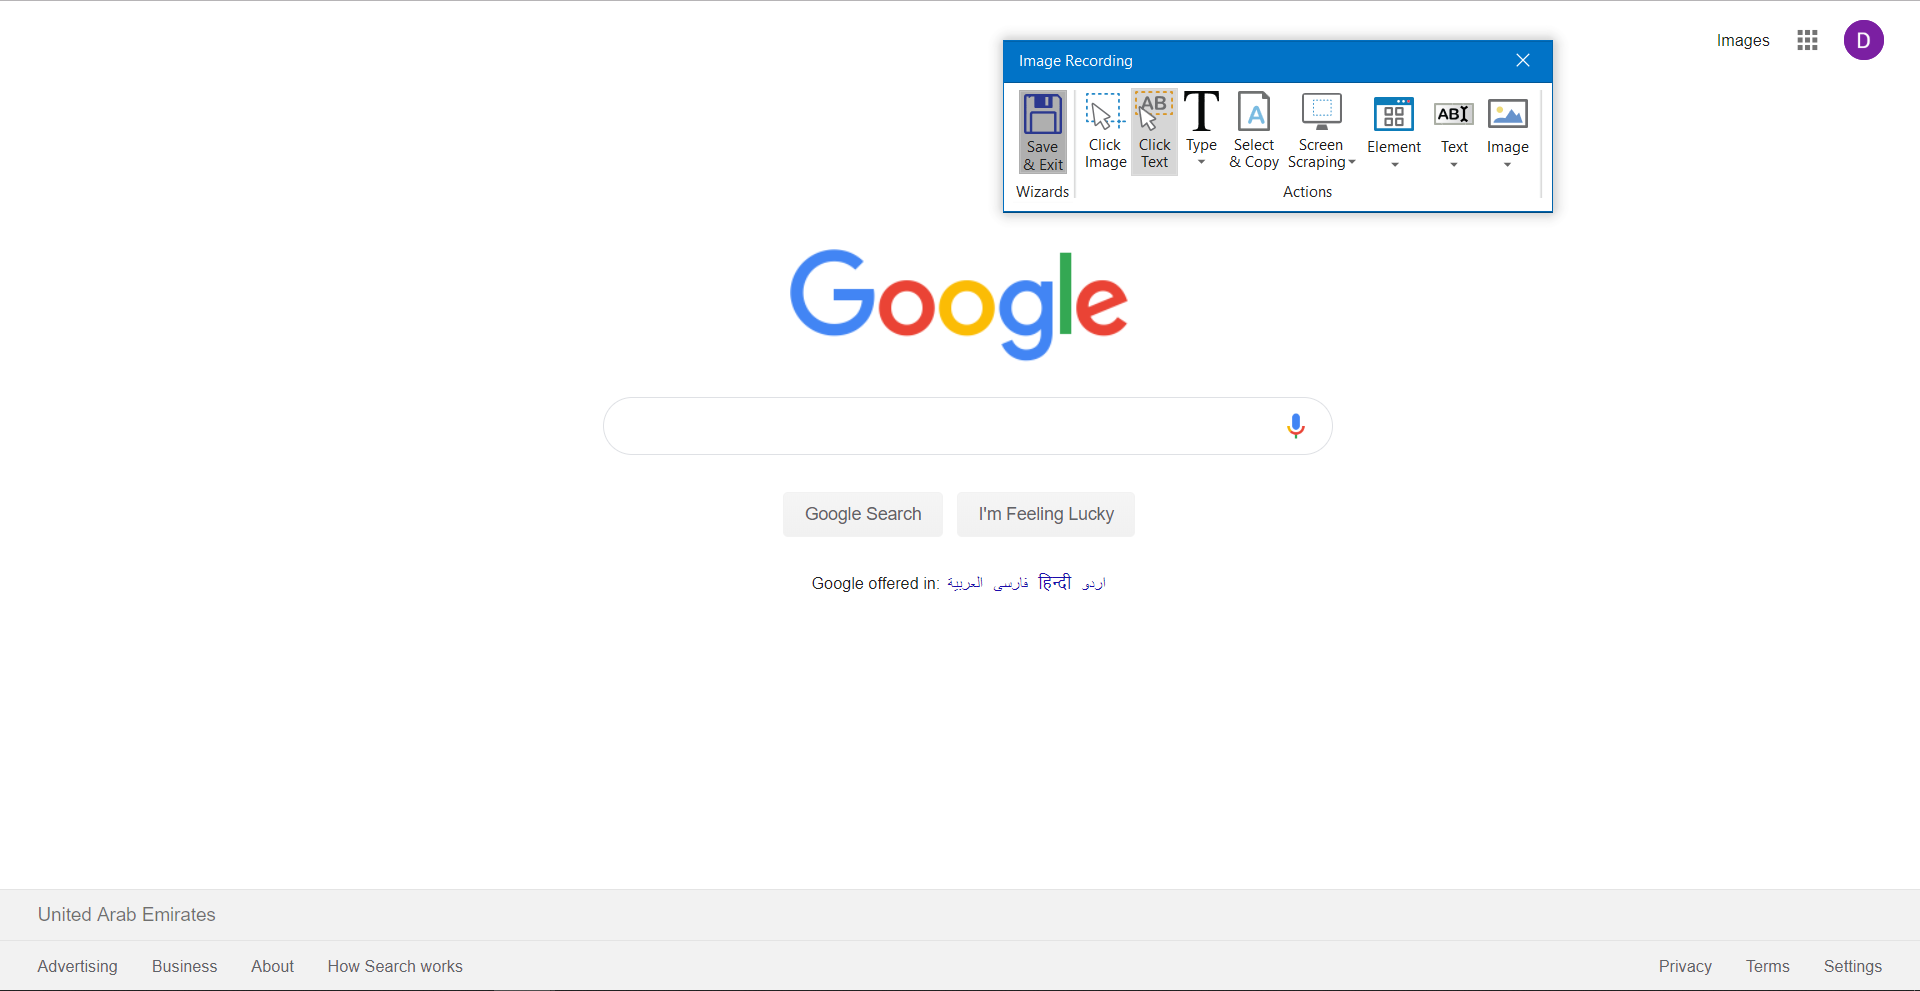 Images D
Image Recording
AB T A ABI
Save & Exit Click Image Click Text Type Select & Copy Screen Scraping Element Text Image
Wizards Actions
Google
Google Search I'm Feeling Lucky
Google offered in: العربية فارسی हिन्दी اردو
United Arab Emirates
Advertising Business About How Search works Privacy Terms Settings